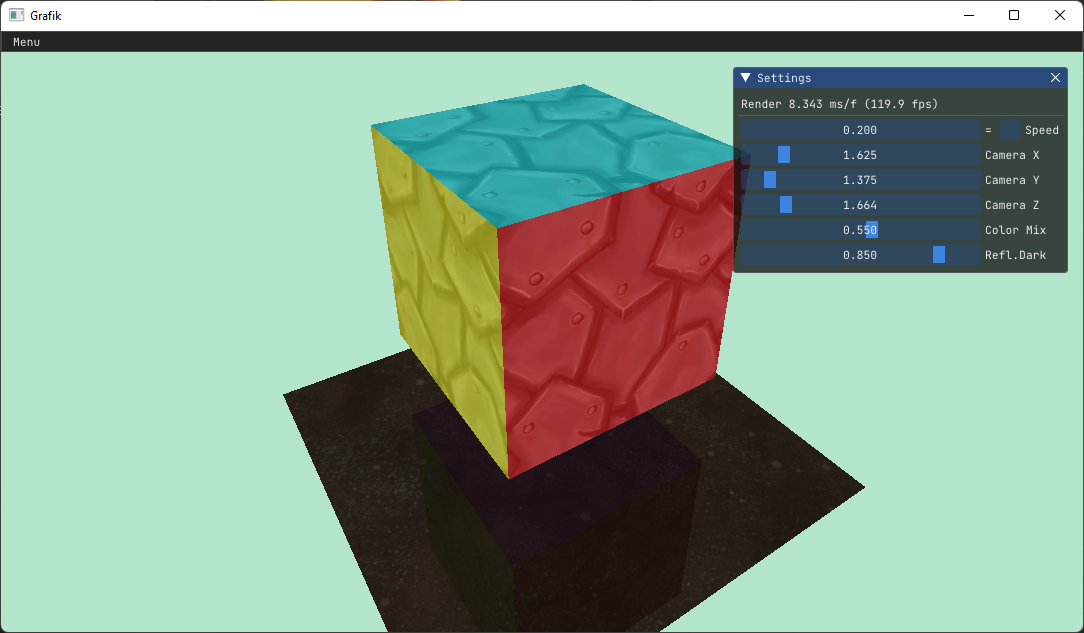 Grafik
Menu
Settings
Render 8.343 ms/f (119.9 fps)
0.200 = Speed
1.625 Camera X
1.375 Camera Y
1.664 Camera Z
0.550 Color Mix
0.850 Refl.Dark